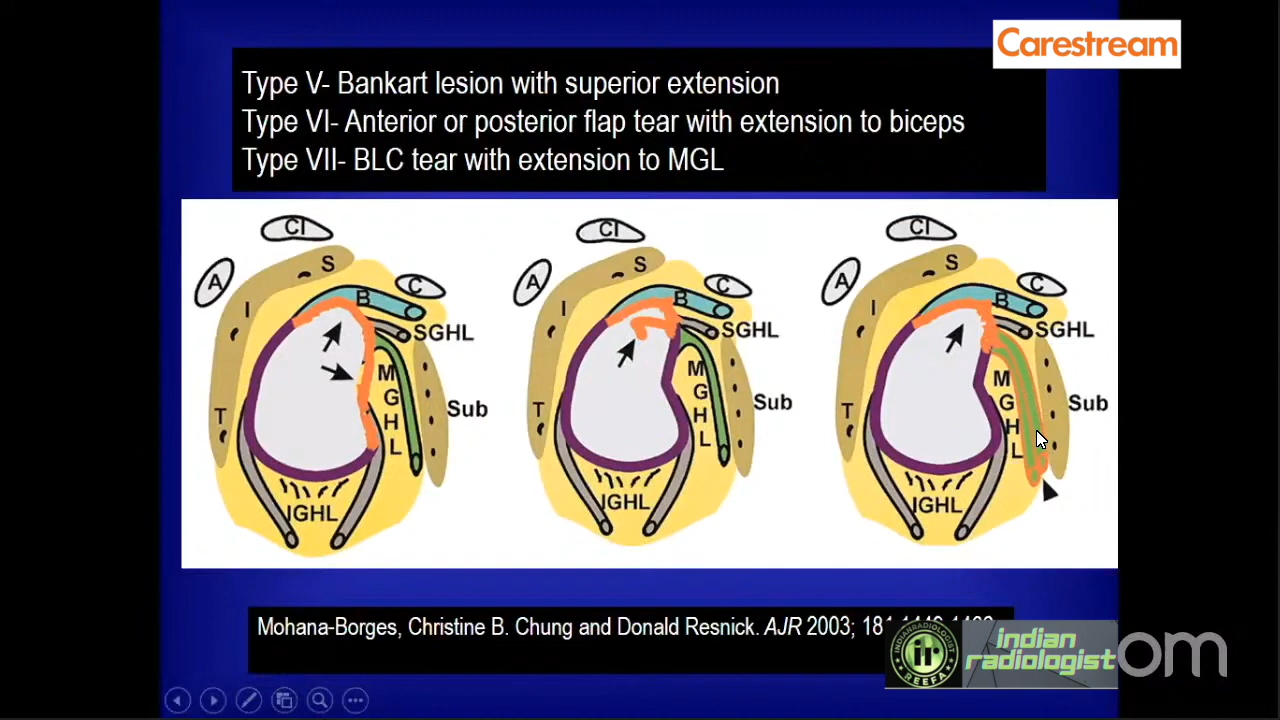 Carestream
Type V- Bankart lesion with superior extension
Type VI- Anterior or posterior flap tear with extension to biceps
Type VII- BLC tear with extension to MGL
Cl
S
A
I
B
C
SGHL
M
G
H
L
T
Sub
IGHL
Cl
S
A
I
B
C
SGHL
M
G
H
L
T
Sub
IGHL
Cl
S
A
I
B
C
SGHL
M
G
H
L
T
Sub
IGHL
Mohana-Borges, Christine B. Chung and Donald Resnick. AJR 2003;
INDIANRADIOLOGIST
ir
REEFA
indian
radiologist
om